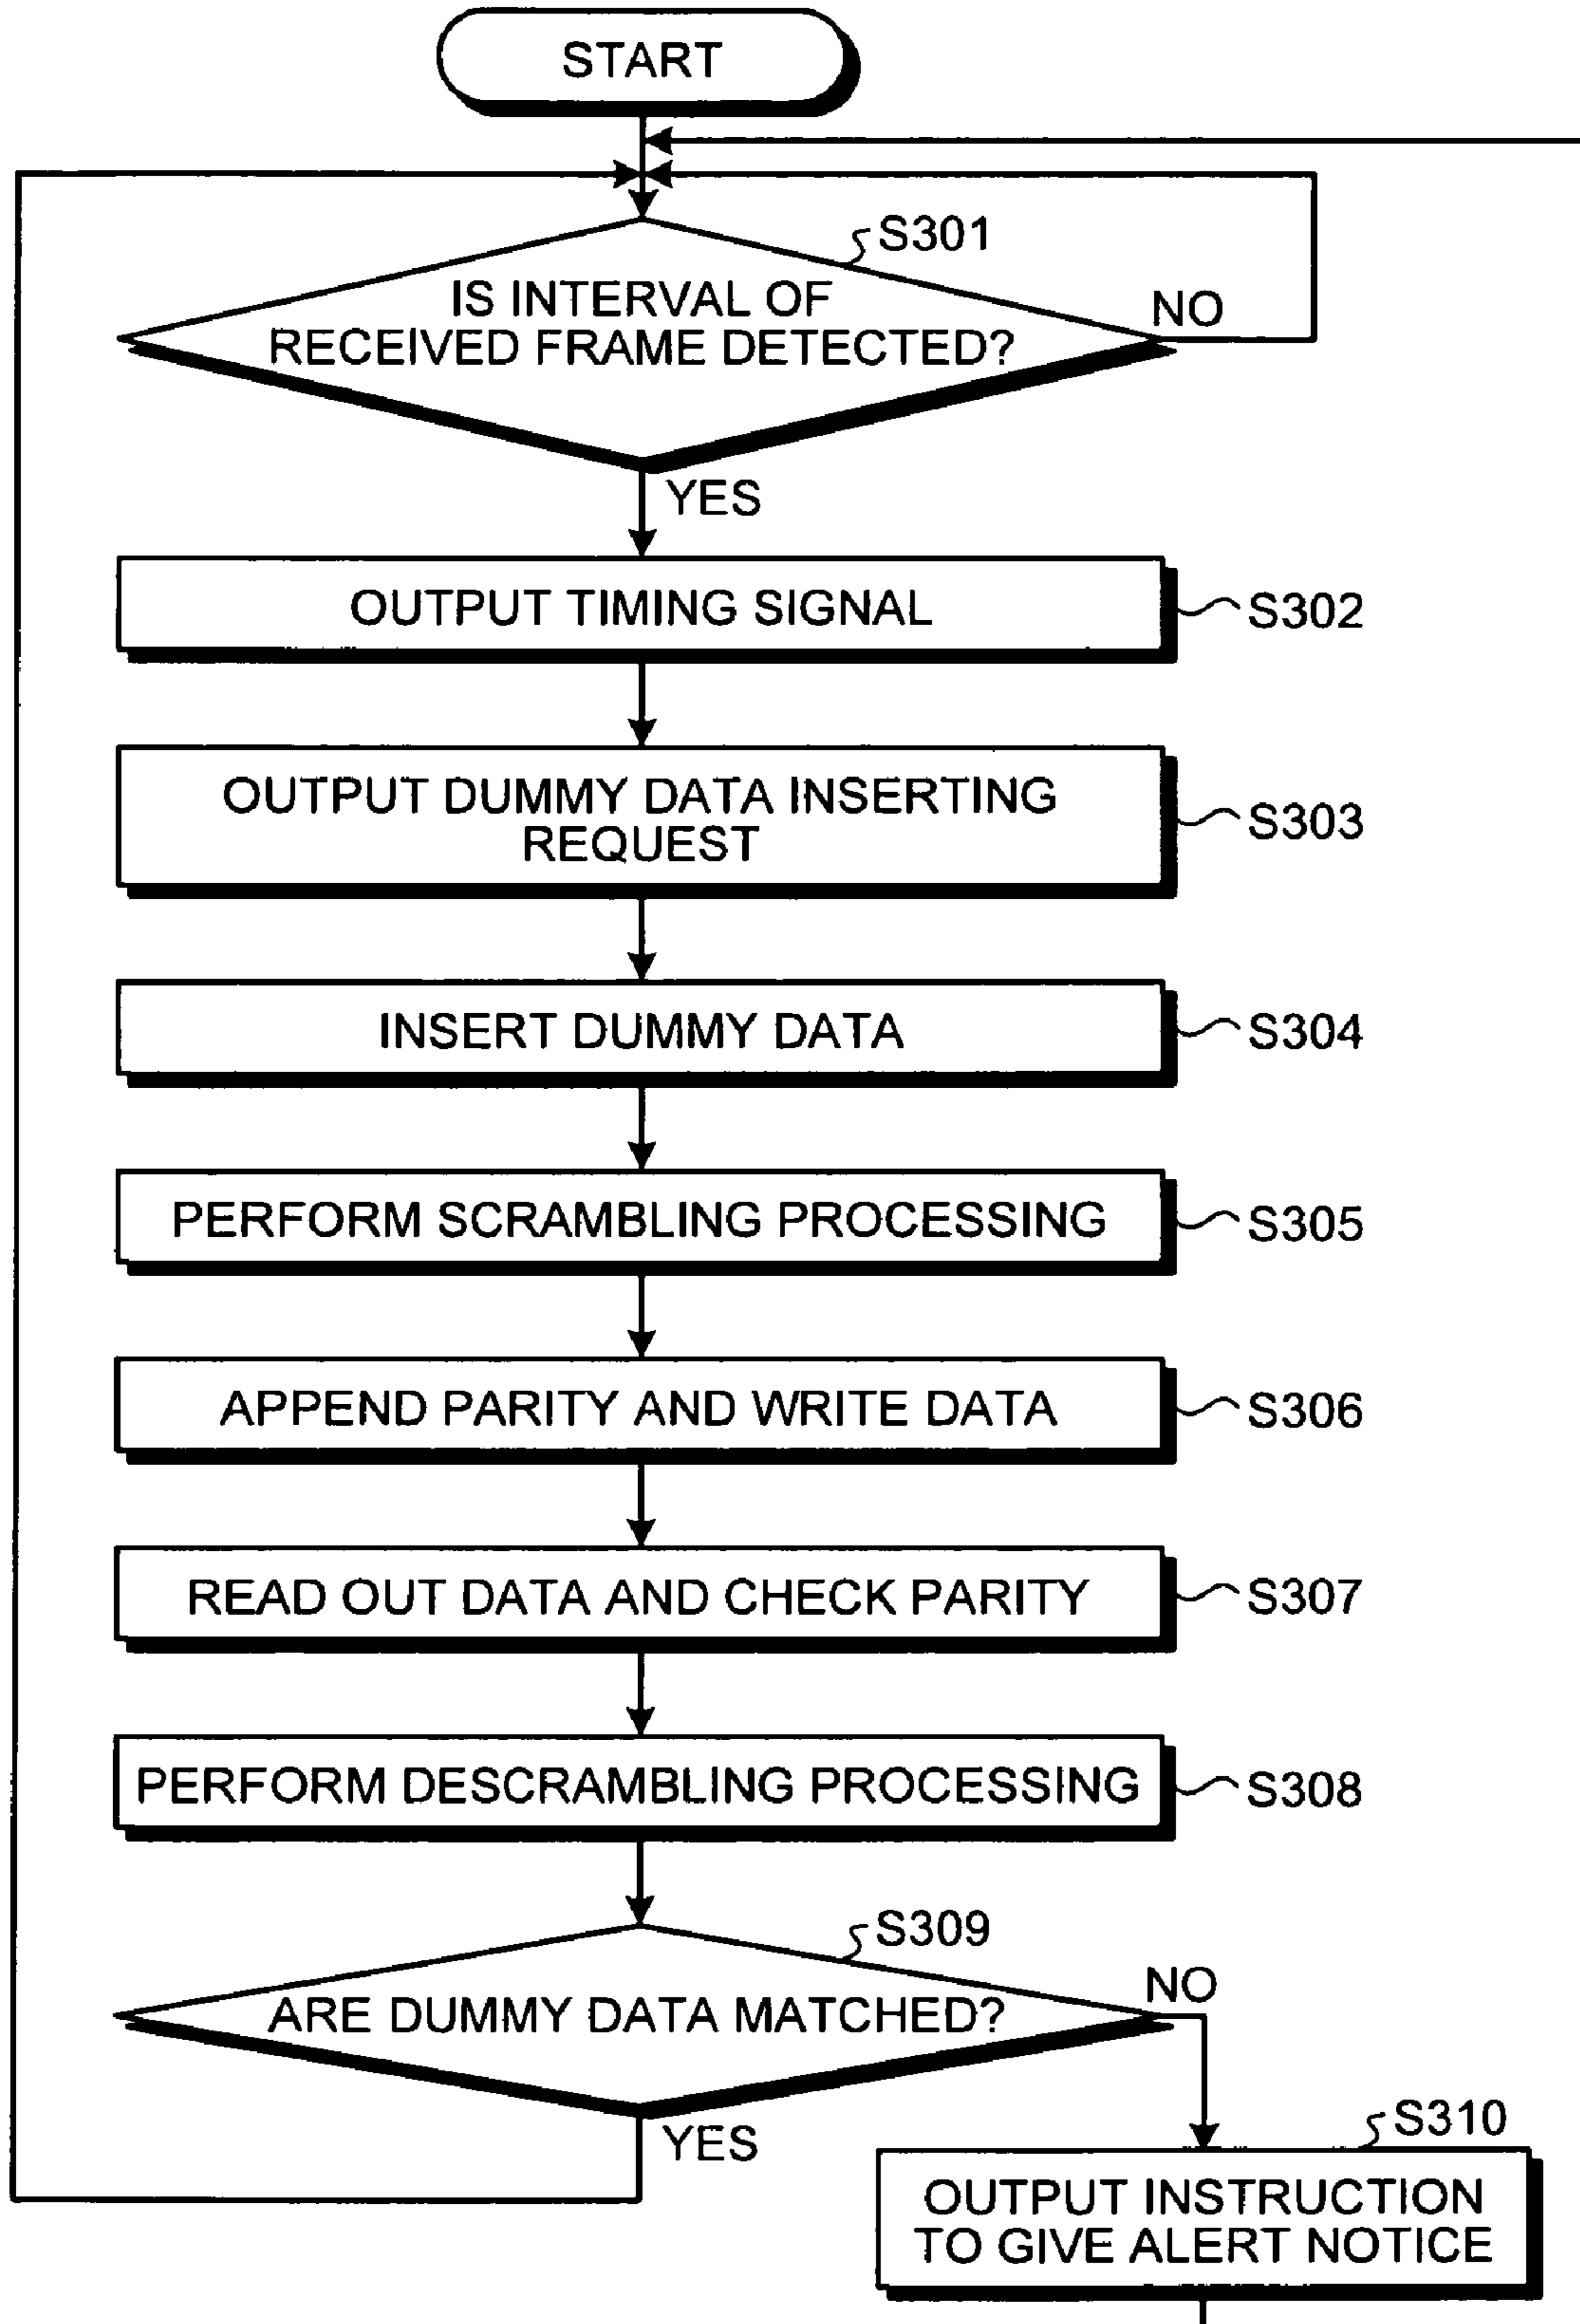 START
S301
IS INTERVAL OF
RECEIVED FRAME DETECTED?
NO
YES
OUTPUT TIMING SIGNAL
S302
OUTPUT DUMMY DATA INSERTING
REQUEST
S303
INSERT DUMMY DATA
S304
PERFORM SCRAMBLING PROCESSING
S305
APPEND PARITY AND WRITE DATA
S306
READ OUT DATA AND CHECK PARITY
S307
PERFORM DESCRAMBLING PROCESSING
S308
S309
ARE DUMMY DATA MATCHED?
NO
YES
S310
OUTPUT INSTRUCTION
TO GIVE ALERT NOTICE